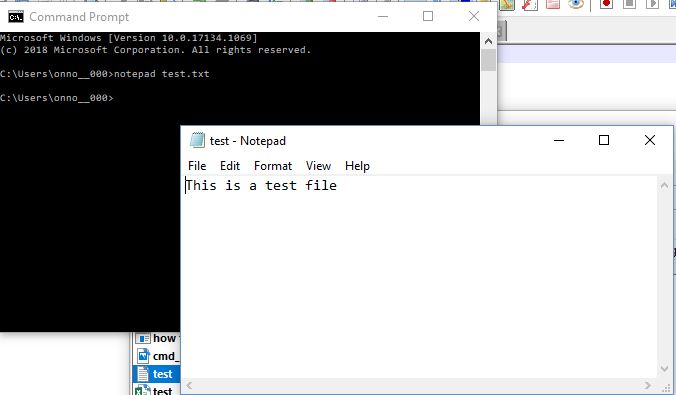 Command Prompt
Microsoft Windows [Version 10.0.17134.1069]
(c) 2018 Microsoft Corporation. All rights reserved.
C:\Users\onno__000>notepad test.txt
C:\Users\onno__000>
test - Notepad
File Edit Format View Help
This is a test file
how
cmd_
test
test